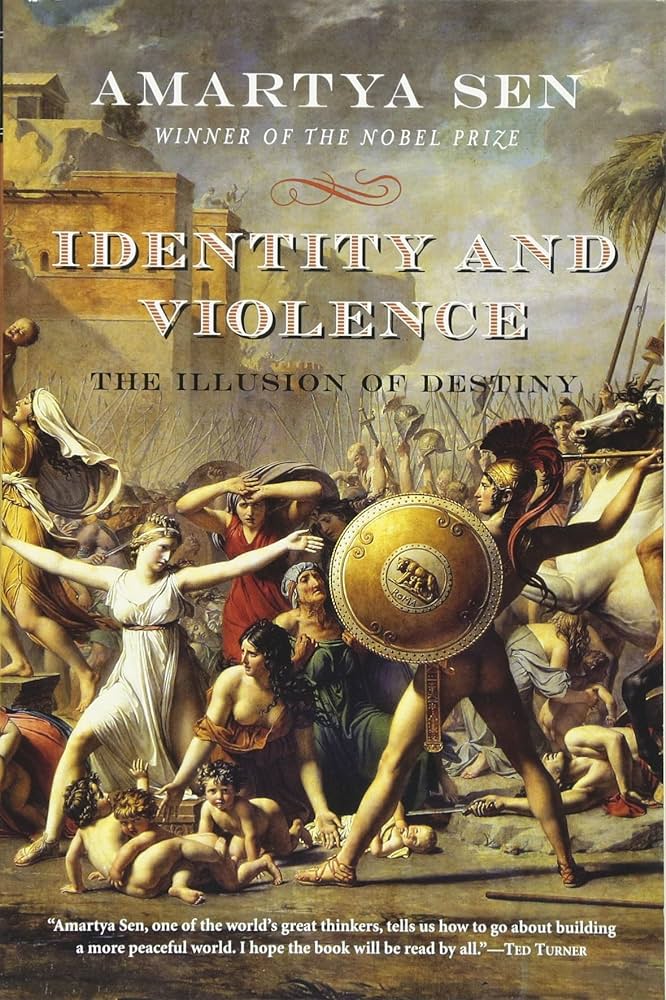 AMARTYA SEN
WINNER OF THE NOBEL PRIZE
IDENTITY AND
VIOLENCE
THE ILLUSION OF DESTINY
ROMA
“Amartya Sen, one of the world’s great thinkers, tells us how to go about building
a more peaceful world. I hope the book will be read by all.”—TED TURNER